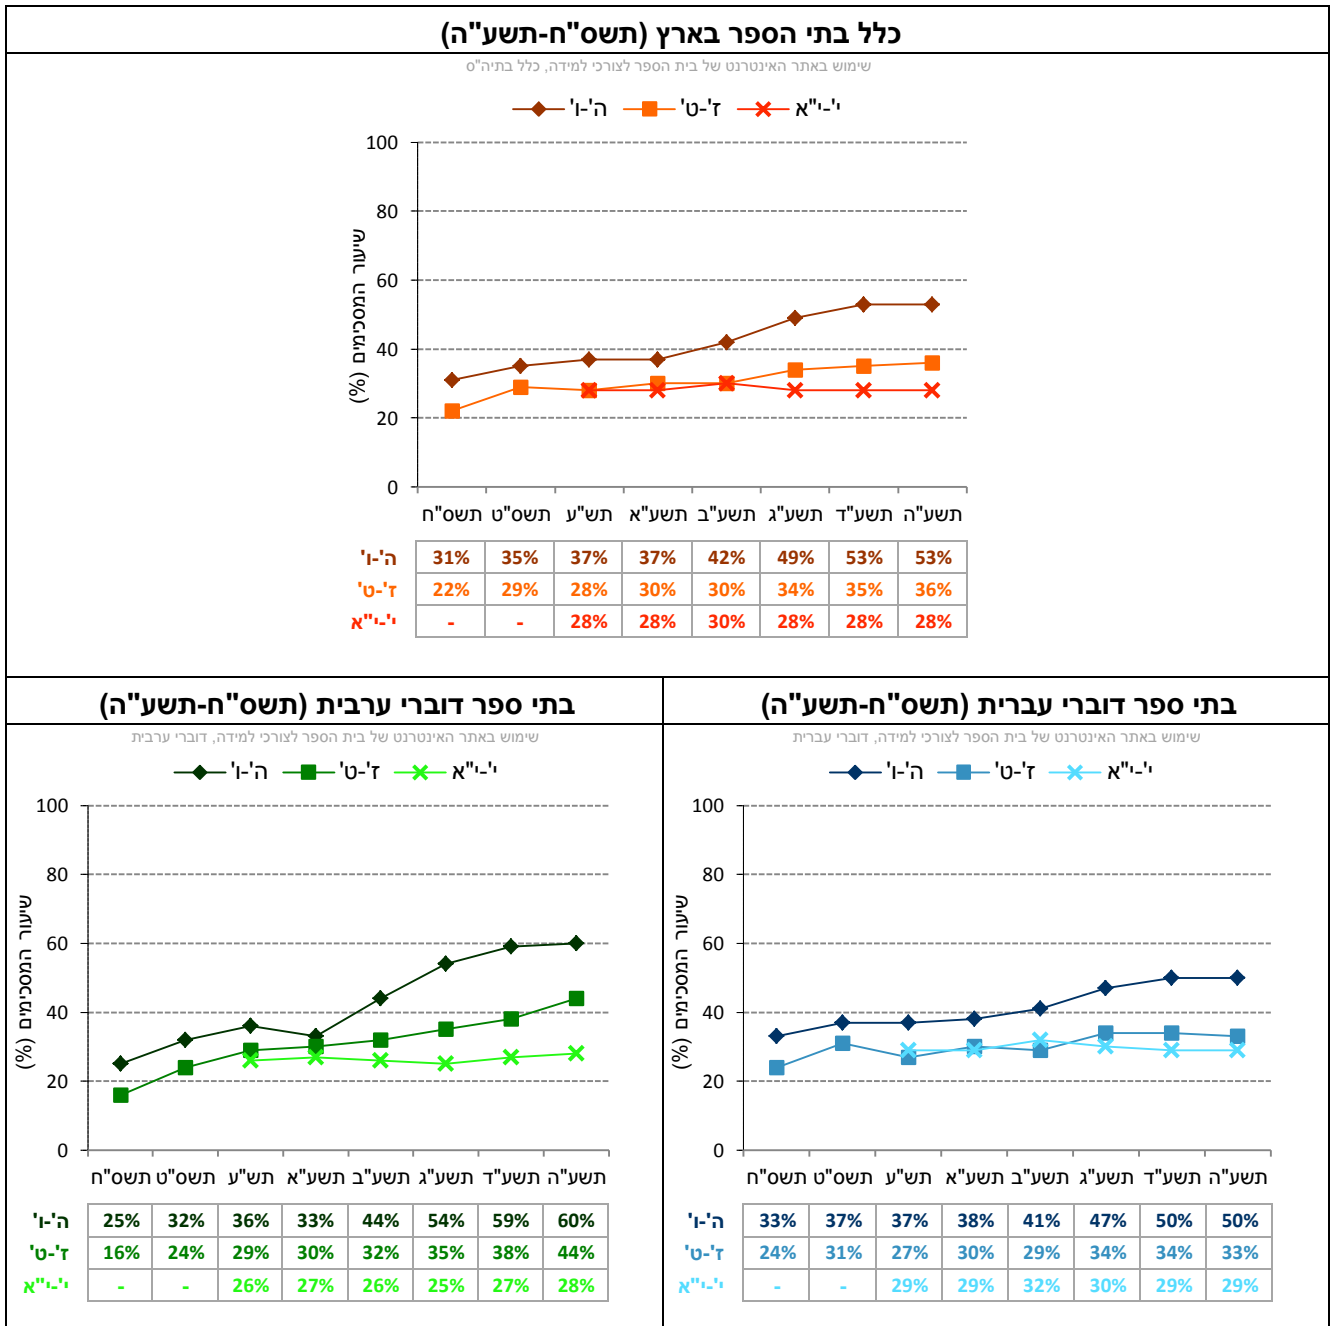 כלל בתי הספר בארץ (תשס"ח-תשע"ה)
שימוש באתר האינטרנט של בית הספר לצורכי למידה, כלל בתיה"ס
ה'-ו' ז'-ט' י'-י"א
שיעור המסכימים (%)
100
80
60
40
20
0
תשס"ח תשס"ט תש"ע תשע"א תשע"ב תשע"ג תשע"ד תשע"ה
ה'-ו' 31% 35% 37% 37% 42% 49% 53% 53%
ז'-ט' 22% 29% 28% 30% 30% 34% 35% 36%
י'-י"א - - 28% 28% 30% 28% 28% 28%
בתי ספר דוברי עברית (תשס"ח-תשע"ה)
שימוש באתר האינטרנט של בית הספר לצורכי למידה, דוברי עברית
ה'-ו' ז'-ט' י'-י"א
שיעור המסכימים (%)
100
80
60
40
20
0
תשס"ח תשס"ט תש"ע תשע"א תשע"ב תשע"ג תשע"ד תשע"ה
ה'-ו' 33% 37% 37% 38% 41% 47% 50% 50%
ז'-ט' 24% 31% 27% 30% 29% 34% 34% 33%
י'-י"א - - 29% 29% 32% 30% 29% 29%
בתי ספר דוברי ערבית (תשס"ח-תשע"ה)
שימוש באתר האינטרנט של בית הספר לצורכי למידה, דוברי ערבית
ה'-ו' ז'-ט' י'-י"א
שיעור המסכימים (%)
100
80
60
40
20
0
תשס"ח תשס"ט תש"ע תשע"א תשע"ב תשע"ג תשע"ד תשע"ה
ה'-ו' 25% 32% 36% 33% 44% 54% 59% 60%
ז'-ט' 16% 24% 29% 30% 32% 35% 38% 44%
י'-י"א - - 26% 27% 26% 25% 27% 28%